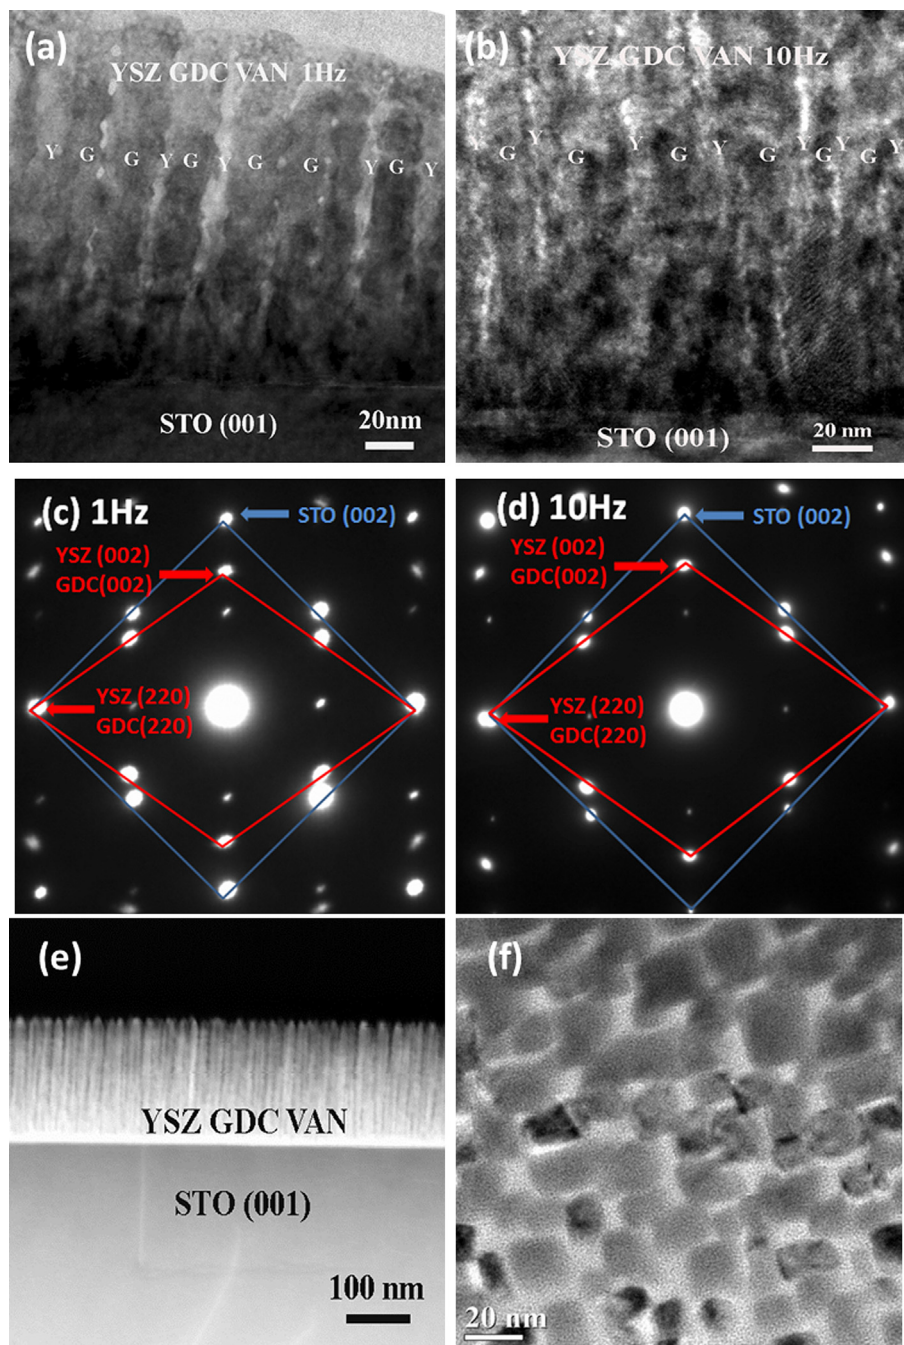 (a)
YSZ GDC VAN 1Hz
Y G G Y G Y G G Y G Y
STO (001)
20nm
(b)
YSZ GDC VAN 10Hz
G Y G Y G Y G Y G Y G Y
STO (001)
20 nm
(c) 1Hz
STO (002)
YSZ (002)
GDC(002)
YSZ (220)
GDC(220)
(d) 10Hz
STO (002)
YSZ (002)
GDC(002)
YSZ (220)
GDC(220)
(e)
YSZ GDC VAN
STO (001)
100 nm
(f)
20 nm